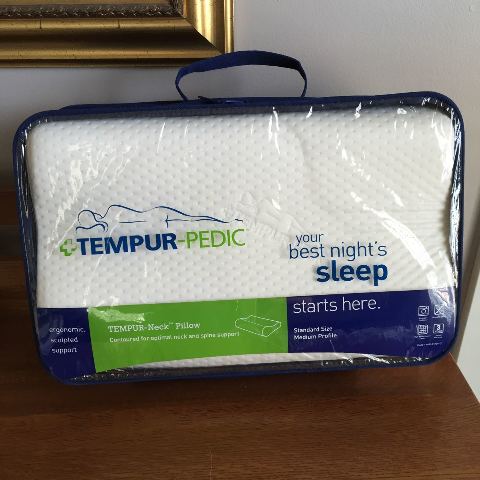 TEMPUR-PEDIC
your
best night's
sleep
starts here.
ergonomic,
sculpted
support
TEMPUR-Neck™ Pillow
Contoured for optimal neck and spine support
Standard Size
Medium Profile